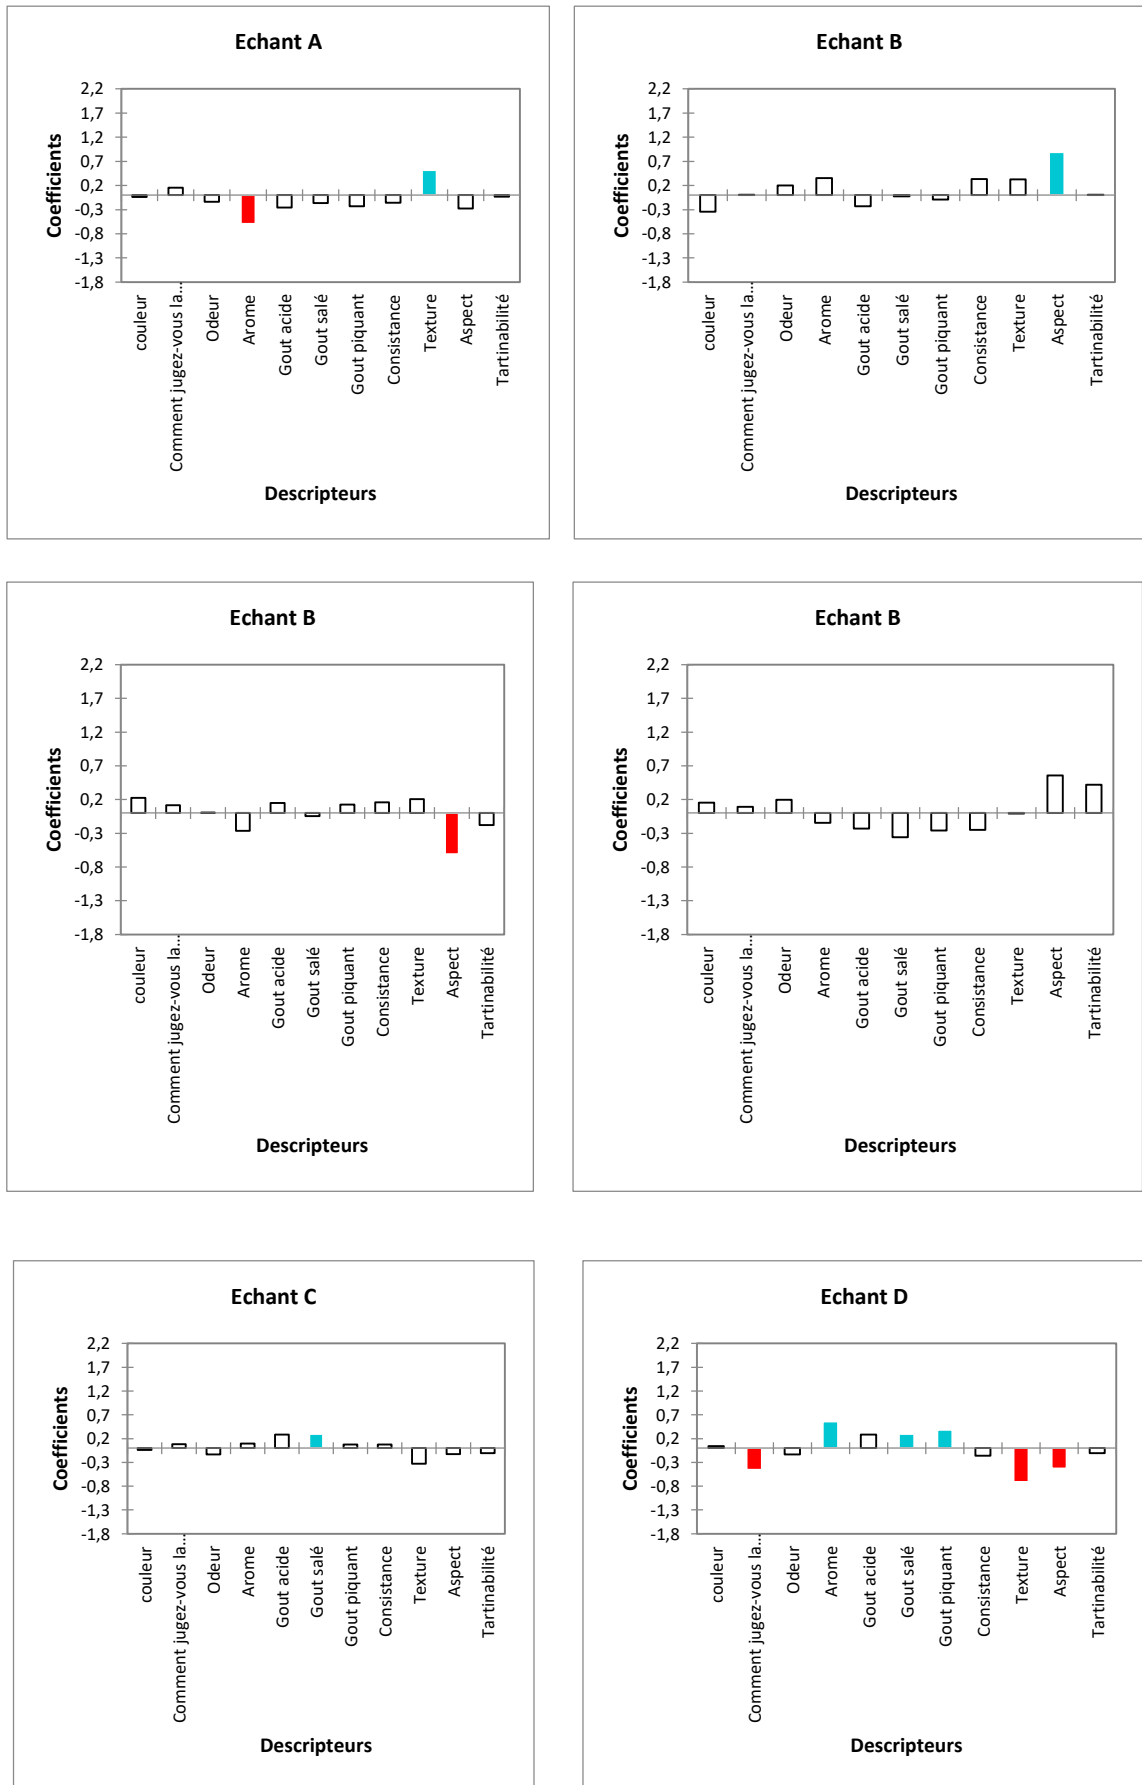 Echant A
Coefficients
2,2
1,7
1,2
0,7
0,2
-0,3
-0,8
-1,3
-1,8
couleur
Comment jugez-vous la…
Odeur
Arome
Gout acide
Gout salé
Gout piquant
Consistance
Texture
Aspect
Tartinabilité
Descripteurs
Echant B
Coefficients
2,2
1,7
1,2
0,7
0,2
-0,3
-0,8
-1,3
-1,8
couleur
Comment jugez-vous la…
Odeur
Arome
Gout acide
Gout salé
Gout piquant
Consistance
Texture
Aspect
Tartinabilité
Descripteurs
Echant B
Coefficients
2,2
1,7
1,2
0,7
0,2
-0,3
-0,8
-1,3
-1,8
couleur
Comment jugez-vous la…
Odeur
Arome
Gout acide
Gout salé
Gout piquant
Consistance
Texture
Aspect
Tartinabilité
Descripteurs
Echant B
Coefficients
2,2
1,7
1,2
0,7
0,2
-0,3
-0,8
-1,3
-1,8
couleur
Comment jugez-vous la…
Odeur
Arome
Gout acide
Gout salé
Gout piquant
Consistance
Texture
Aspect
Tartinabilité
Descripteurs
Echant C
Coefficients
2,2
1,7
1,2
0,7
0,2
-0,3
-0,8
-1,3
-1,8
couleur
Comment jugez-vous la…
Odeur
Arome
Gout acide
Gout salé
Gout piquant
Consistance
Texture
Aspect
Tartinabilité
Descripteurs
Echant D
Coefficients
2,2
1,7
1,2
0,7
0,2
-0,3
-0,8
-1,3
-1,8
couleur
Comment jugez-vous la…
Odeur
Arome
Gout acide
Gout salé
Gout piquant
Consistance
Texture
Aspect
Tartinabilité
Descripteurs